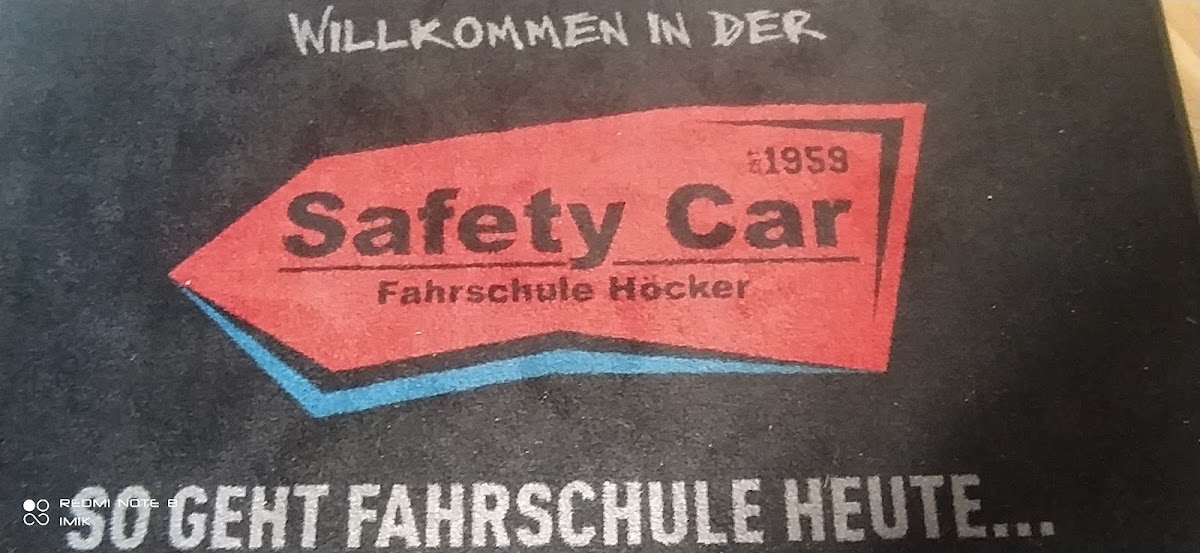 WILLKOMMEN IN DER
1959
Safety Car
Fahrschule Höcker
SO GEHT FAHRSCHULE HEUTE...
REDMI NOTE 8
IMIK